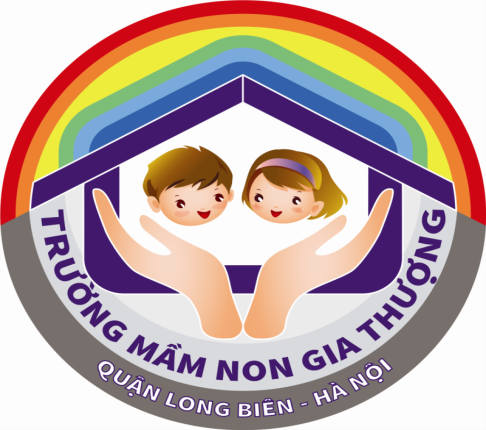 TRƯỜNG MẦM NON GIA THƯỢNG
QUẬN LONG BIÊN - HÀ NỘI